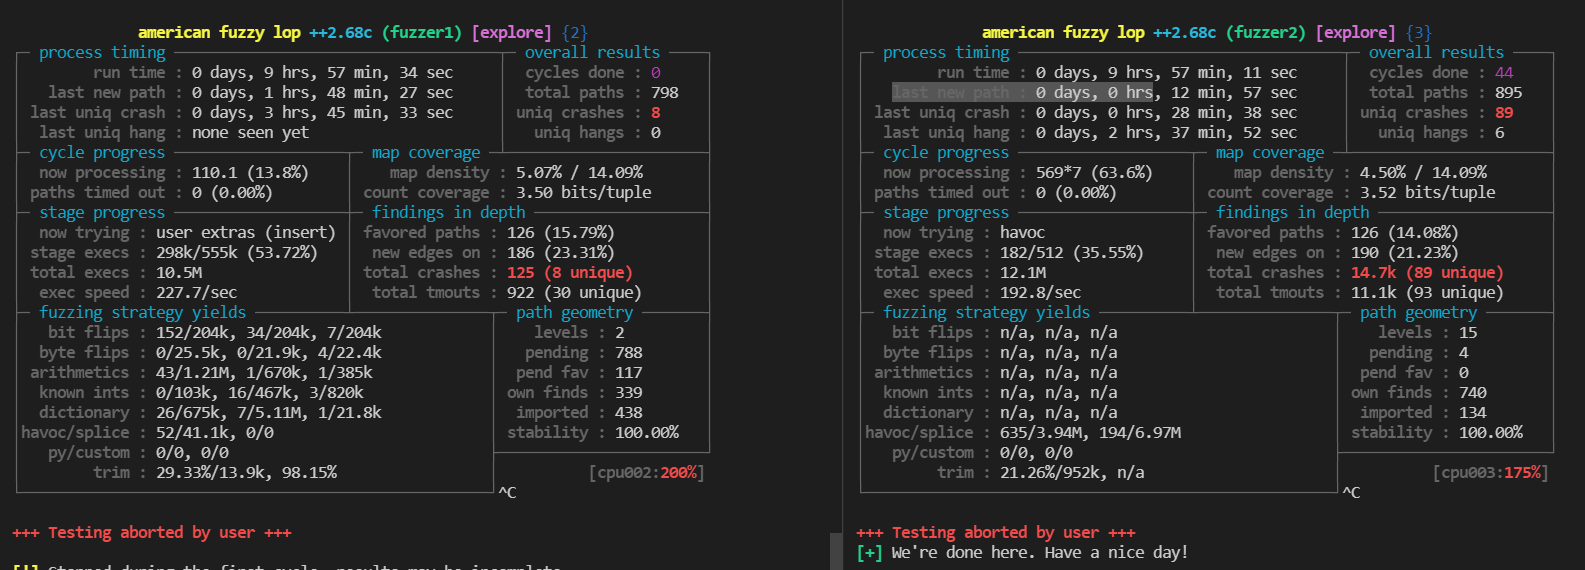 american fuzzy lop ++2.68c (fuzzer1) [explore] {2}
process timing overall results
run time : 0 days, 9 hrs, 57 min, 34 sec cycles done : 0
last new path : 0 days, 1 hrs, 48 min, 27 sec total paths : 798
last uniq crash : 0 days, 3 hrs, 45 min, 33 sec uniq crashes : 8
last uniq hang : none seen yet uniq hangs : 0
cycle progress map coverage
now processing : 110.1 (13.8%) map density : 5.07% / 14.09%
paths timed out : 0 (0.00%) count coverage : 3.50 bits/tuple
stage progress findings in depth
now trying : user extras (insert) favored paths : 126 (15.79%)
stage execs : 298k/555k (53.72%) new edges on : 186 (23.31%)
total execs : 10.5M total crashes : 125 (8 unique)
exec speed : 227.7/sec total tmouts : 922 (30 unique)
fuzzing strategy yields path geometry
bit flips : 152/204k, 34/204k, 7/204k levels : 2
byte flips : 0/25.5k, 0/21.9k, 4/22.4k pending : 788
arithmetics : 43/1.21M, 1/670k, 1/385k pend fav : 117
known ints : 0/103k, 16/467k, 3/820k own finds : 339
dictionary : 26/675k, 7/5.11M, 1/21.8k imported : 438
havoc/splice : 52/41.1k, 0/0 stability : 100.00%
py/custom : 0/0, 0/0
trim : 29.33%/13.9k, 98.15% [cpu002:200%]
^C
+++ Testing aborted by user +++
[!] Stopped during the first cycle, results may be incomplete.
american fuzzy lop ++2.68c (fuzzer2) [explore] {3}
process timing overall results
run time : 0 days, 9 hrs, 57 min, 11 sec cycles done : 44
last new path : 0 days, 0 hrs, 12 min, 57 sec total paths : 895
last uniq crash : 0 days, 0 hrs, 28 min, 38 sec uniq crashes : 89
last uniq hang : 0 days, 2 hrs, 37 min, 52 sec uniq hangs : 6
cycle progress map coverage
now processing : 569*7 (63.6%) map density : 4.50% / 14.09%
paths timed out : 0 (0.00%) count coverage : 3.52 bits/tuple
stage progress findings in depth
now trying : havoc favored paths : 126 (14.08%)
stage execs : 182/512 (35.55%) new edges on : 190 (21.23%)
total execs : 12.1M total crashes : 14.7k (89 unique)
exec speed : 192.8/sec total tmouts : 11.1k (93 unique)
fuzzing strategy yields path geometry
bit flips : n/a, n/a, n/a levels : 15
byte flips : n/a, n/a, n/a pending : 4
arithmetics : n/a, n/a, n/a pend fav : 0
known ints : n/a, n/a, n/a own finds : 740
dictionary : n/a, n/a, n/a imported : 134
havoc/splice : 635/3.94M, 194/6.97M stability : 100.00%
py/custom : 0/0, 0/0
trim : 21.26%/952k, n/a [cpu003:175%]
^C
+++ Testing aborted by user +++
[+] We're done here. Have a nice day!